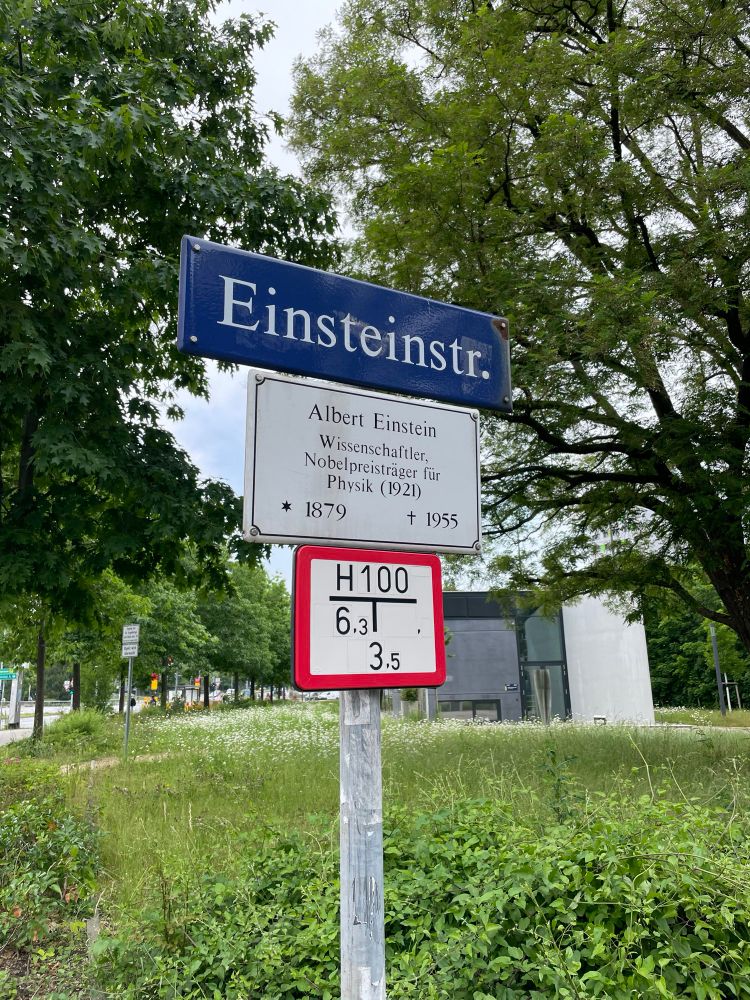 Einsteinstr.
Albert Einstein
Wissenschaftler,
Nobelpreisträger für
Physik (1921)
* 1879 † 1955
H100
6,3 ,
3,5